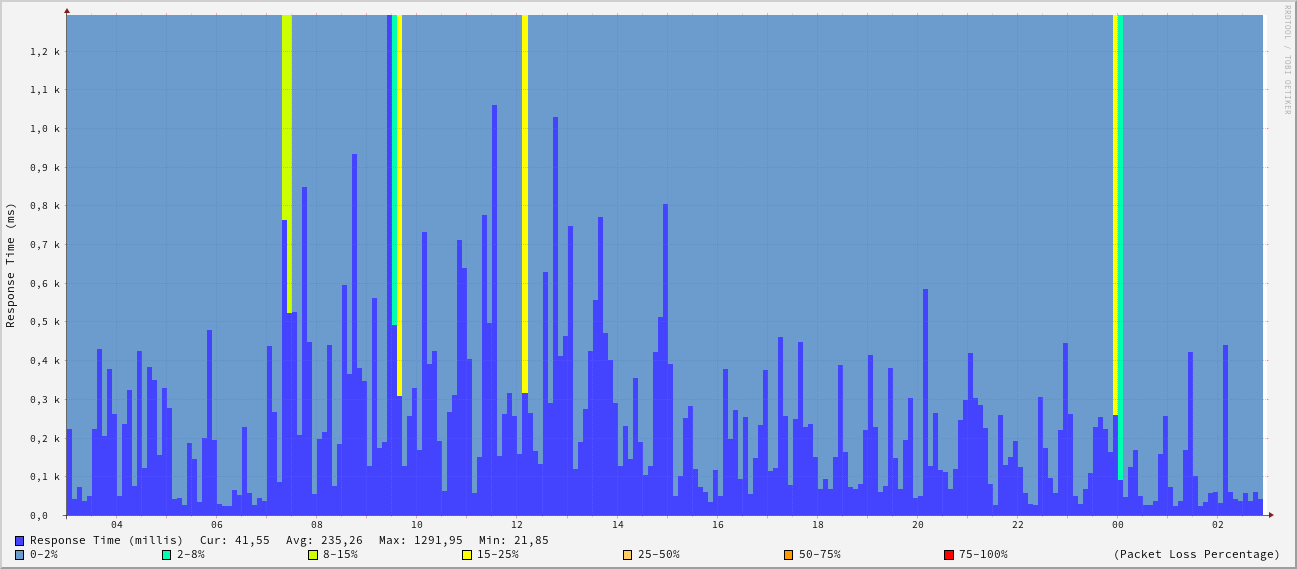 RRDTOOL / TOBI OETIKER
Response Time (ms)
1,2 k
1,1 k
1,0 k
0,9 k
0,8 k
0,7 k
0,6 k
0,5 k
0,4 k
0,3 k
0,2 k
0,1 k
0,0
04 06 08 10 12 14 16 18 20 22 00 02
Response Time (millis) Cur: 41,55 Avg: 235,26 Max: 1291,95 Min: 21,85
0-2% 2-8% 8-15% 15-25% 25-50% 50-75% 75-100% (Packet Loss Percentage)